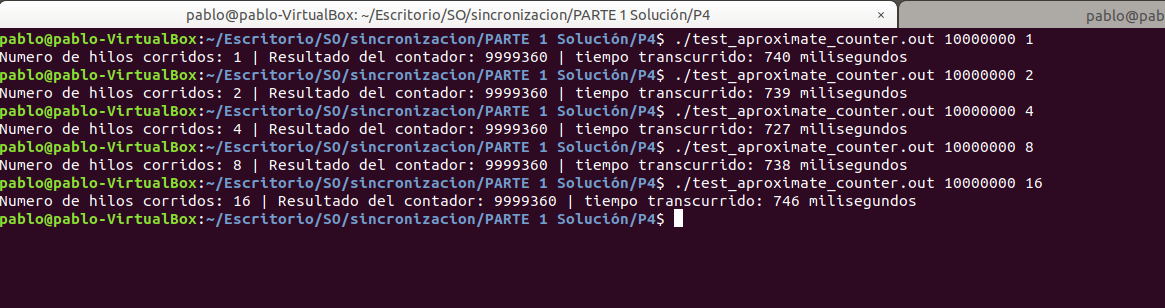 pablo@pablo-VirtualBox: ~/Escritorio/SO/sincronizacion/PARTE 1 Solución/P4 × pablo@pab
pablo@pablo-VirtualBox:~/Escritorio/SO/sincronizacion/PARTE 1 Solución/P4$ ./test_aproximate_counter.out 10000000 1
Numero de hilos corridos: 1 | Resultado del contador: 9999360 | tiempo transcurrido: 740 milisegundos
pablo@pablo-VirtualBox:~/Escritorio/SO/sincronizacion/PARTE 1 Solución/P4$ ./test_aproximate_counter.out 10000000 2
Numero de hilos corridos: 2 | Resultado del contador: 9999360 | tiempo transcurrido: 739 milisegundos
pablo@pablo-VirtualBox:~/Escritorio/SO/sincronizacion/PARTE 1 Solución/P4$ ./test_aproximate_counter.out 10000000 4
Numero de hilos corridos: 4 | Resultado del contador: 9999360 | tiempo transcurrido: 727 milisegundos
pablo@pablo-VirtualBox:~/Escritorio/SO/sincronizacion/PARTE 1 Solución/P4$ ./test_aproximate_counter.out 10000000 8
Numero de hilos corridos: 8 | Resultado del contador: 9999360 | tiempo transcurrido: 738 milisegundos
pablo@pablo-VirtualBox:~/Escritorio/SO/sincronizacion/PARTE 1 Solución/P4$ ./test_aproximate_counter.out 10000000 16
Numero de hilos corridos: 16 | Resultado del contador: 9999360 | tiempo transcurrido: 746 milisegundos
pablo@pablo-VirtualBox:~/Escritorio/SO/sincronizacion/PARTE 1 Solución/P4$